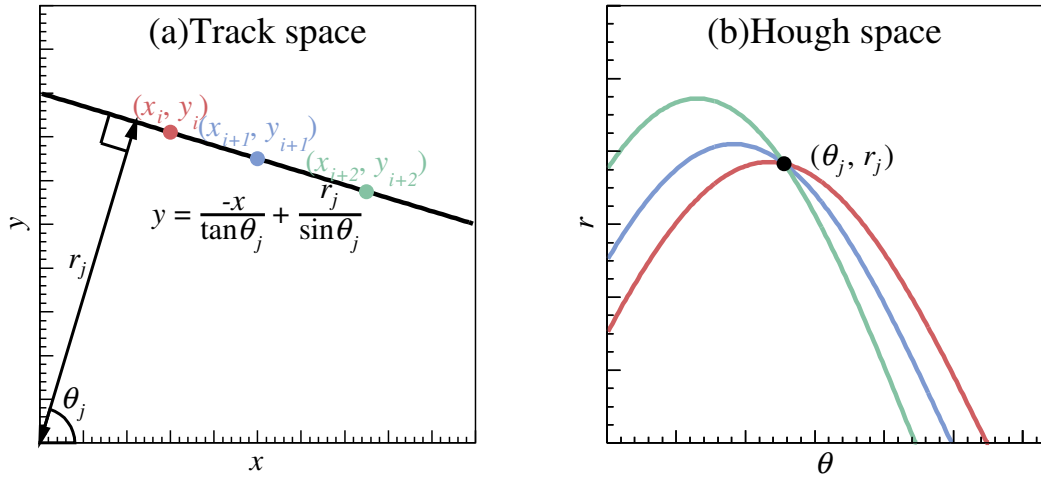 (a)Track space
(x_i, y_i)
(x_{i+1}, y_{i+1})
(x_{i+2}, y_{i+2})
y = -x/tanθ_j + r_j/sinθ_j
r_j
θ_j
y
x
(b)Hough space
(θ_j, r_j)
r
θ